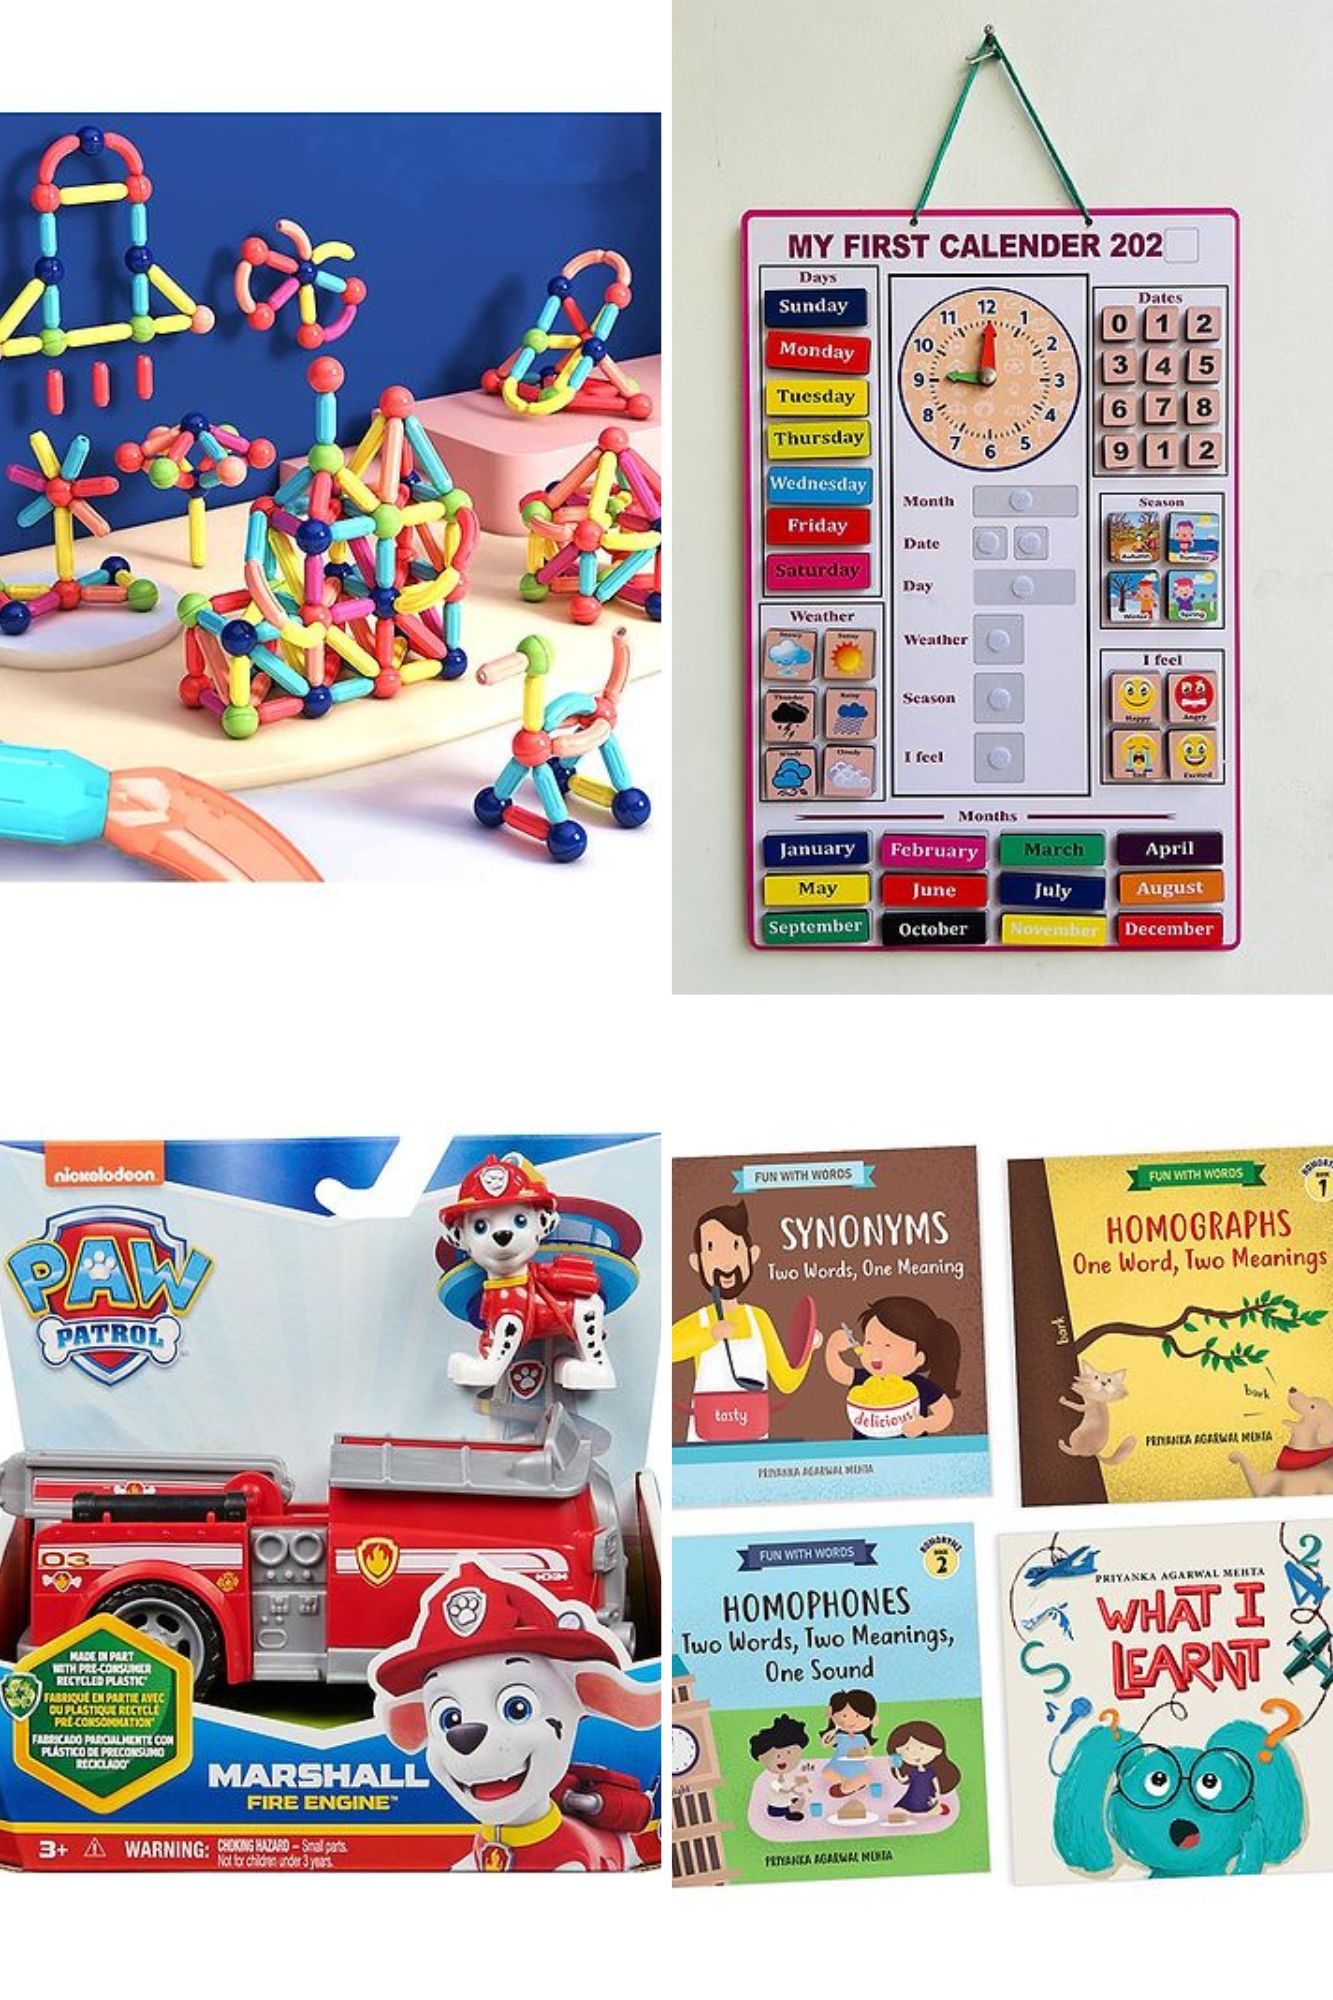 MY FIRST CALENDER 202
Days
Sunday
Monday
Tuesday
Thursday
Wednesday
Friday
Saturday
12
1
2
3
4
5
6
7
8
9
10
11
Dates
0 1 2
3 4 5
6 7 8
9 1 2
Month
Date
Day
Weather
Season
I feel
Season
Autumn Summer
Winter Spring
Weather
Snowy Sunny
Thunder Rainy
Windy Cloudy
I feel
Happy Angry
Sad Excited
Months
January February March April
May June July August
September October November December
nickelodeon
PAW
PATROL
03
MADE IN PART
WITH PRE-CONSUMER
RECYCLED PLASTIC*
FABRIQUÉ EN PARTIE AVEC
DU PLASTIQUE RECYCLÉ
PRÉ-CONSOMMATION*
FABRICADO PARCIALMENTE CON
PLÁSTICO DE PRECONSUMO
RECICLADO*
MARSHALL
FIRE ENGINE™
3+ WARNING: CHOKING HAZARD – Small parts.
Not for children under 3 years.
FUN WITH WORDS
SYNONYMS
Two Words, One Meaning
tasty
delicious!
PRIYANKA AGARWAL MEHTA
FUN WITH WORDS
BOOK
1
HOMOGRAPHS
One Word, Two Meanings
bark
bark
PRIYANKA AGARWAL MEHTA
FUN WITH WORDS
HOMONYMS
BOOK
2
HOMOPHONES
Two Words, Two Meanings,
One Sound
ate
PRIYANKA AGARWAL MEHTA
PRIYANKA AGARWAL MEHTA
WHAT I
LEARNT
2
4
S
X
?
?